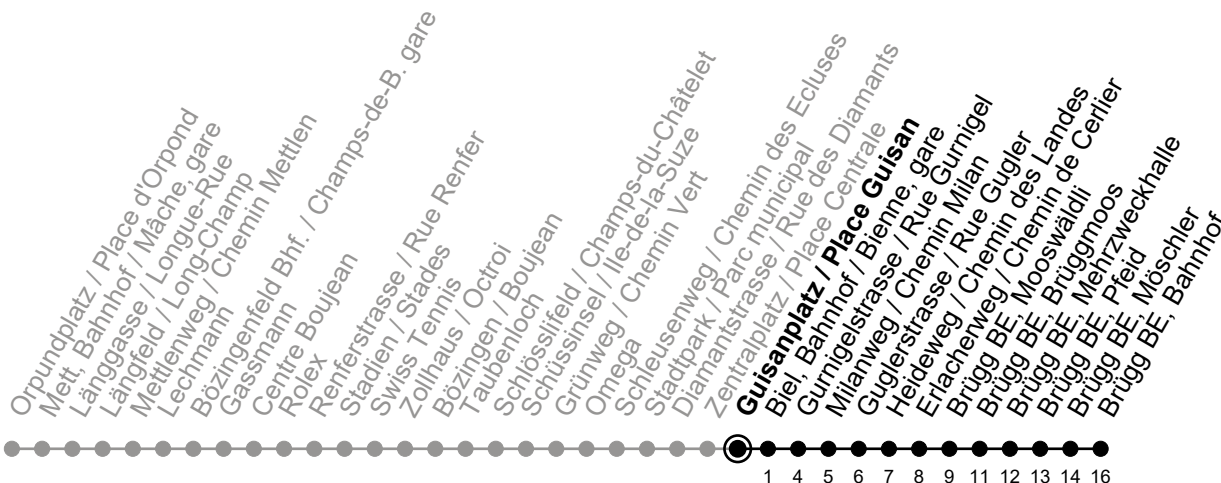 Orpundplatz / Place d'Orpond
Mett, Bahnhof / Mâche, gare
Länggasse / Longue-Rue
Längfeld / Long-Champ
Mettlenweg / Chemin Mettlen
Lechmann
Bözingenfeld Bhf. / Champs-de-B. gare
Gassmann
Centre Boujean
Rolex
Renferstrasse / Rue Renfer
Stadien / Stades
Swiss Tennis
Zollhaus / Octroi
Bözingen / Boujean
Taubenloch
Schlösslifeld / Champs-du-Châtelet
Schüssinsel / Ile-de-la-Suze
Grünweg / Chemin Vert
Omega
Schleusenweg / Chemin des Ecluses
Stadtpark / Parc municipal
Diamantstrasse / Rue des Diamants
Zentralplatz / Place Centrale
Guisanplatz / Place Guisan
Biel, Bahnhof / Bienne, gare
Gurnigelstrasse / Rue Gurnigel
Milanweg / Chemin Milan
Guglerstrasse / Rue Gugler
Heideweg / Chemin des Landes
Erlachenweg / Chemin de Cerlier
Brügg BE, Mooswäldli
Brügg BE, Brüggmoos
Brügg BE, Mehrzweckhalle
Brügg BE, Pfeid
Brügg BE, Möschler
Brügg BE, Bahnhof
1 4 5 6 7 8 9 11 12 13 14 16